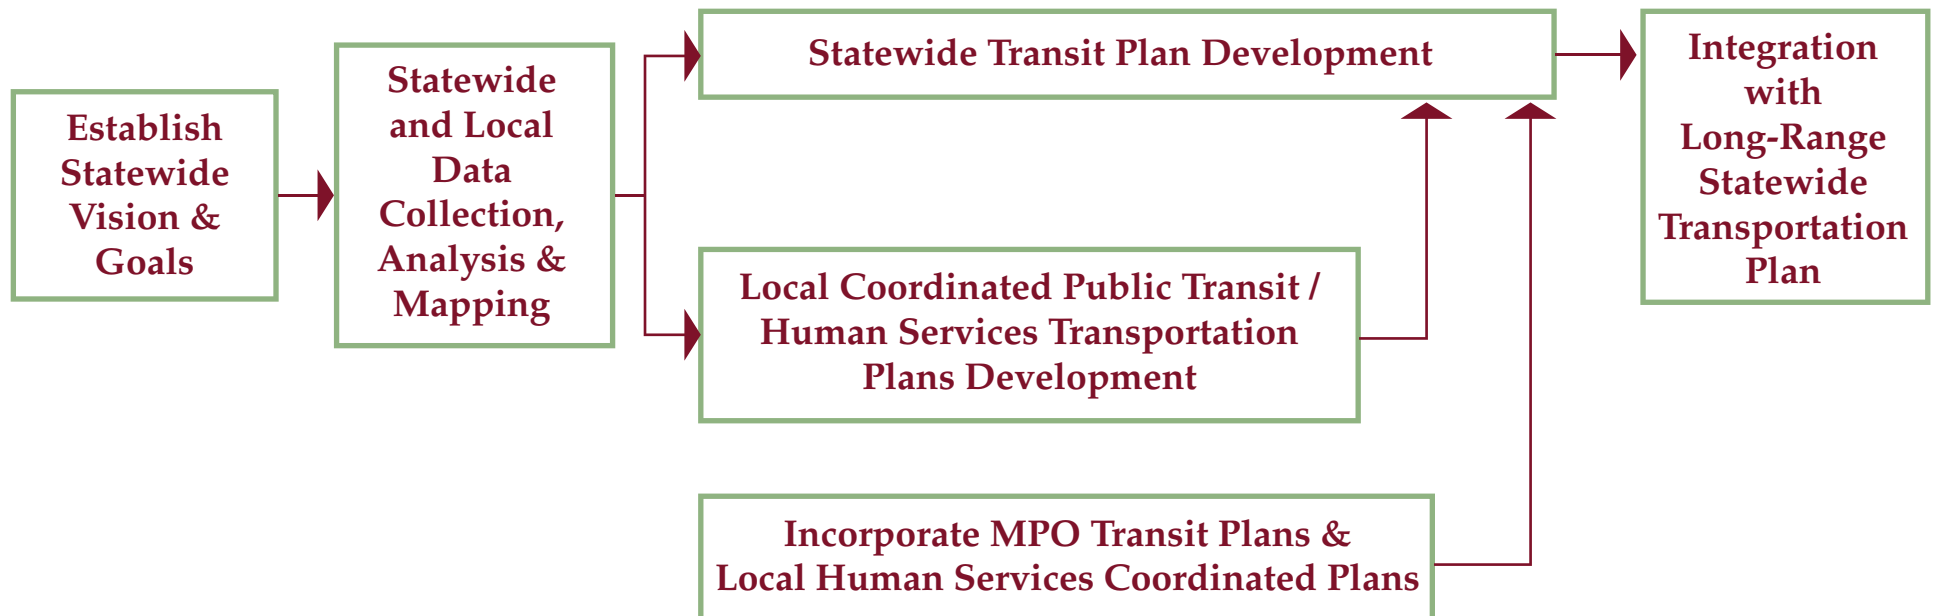 Establish
Statewide
Vision &
Goals
Statewide
and Local
Data
Collection,
Analysis &
Mapping
Statewide Transit Plan Development
Local Coordinated Public Transit /
Human Services Transportation
Plans Development
Incorporate MPO Transit Plans &
Local Human Services Coordinated Plans
Integration
with
Long-Range
Statewide
Transportation
Plan